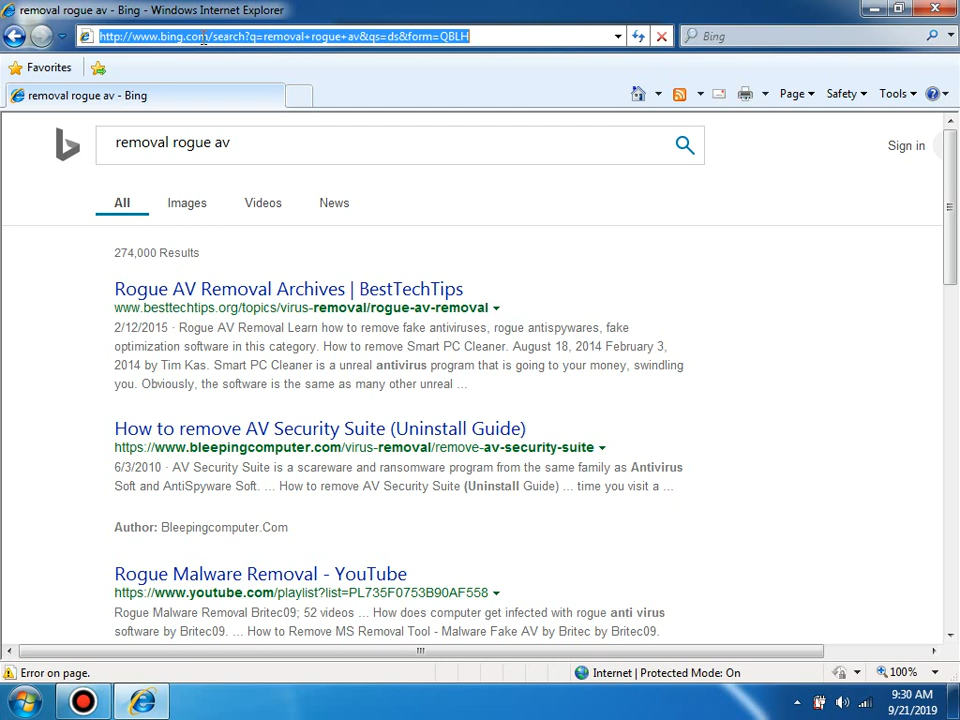 removal rogue av - Bing - Windows Internet Explorer
http://www.bing.com/search?q=removal+rogue+av&qs=ds&form=QBLH
Bing
Favorites
removal rogue av - Bing
Page
Safety
Tools
removal rogue av
Sign in
All
Images
Videos
News
274,000 Results
Rogue AV Removal Archives | BestTechTips
www.besttechtips.org/topics/virus-removal/rogue-av-removal
2/12/2015 · Rogue AV Removal Learn how to remove fake antiviruses, rogue antispywares, fake
optimization software in this category. How to remove Smart PC Cleaner. August 18, 2014 February 3,
2014 by Tim Kas. Smart PC Cleaner is a unreal antivirus program that is going to your money, swindling
you. Obviously, the software is the same as many other unreal ...
How to remove AV Security Suite (Uninstall Guide)
https://www.bleepingcomputer.com/virus-removal/remove-av-security-suite
6/3/2010 · AV Security Suite is a scareware and ransomware program from the same family as Antivirus
Soft and AntiSpyware Soft. ... How to remove AV Security Suite (Uninstall Guide) ... time you visit a ...
Author: Bleepingcomputer.Com
Rogue Malware Removal - YouTube
https://www.youtube.com/playlist?list=PL735F0753B90AF558
Rogue Malware Removal Britec09; 52 videos ... How does computer get infected with rogue anti virus
software by Britec09. ... How to Remove MS Removal Tool - Malware Fake AV by Britec by Britec09.
Error on page.
Internet | Protected Mode: On
100%
9:30 AM
9/21/2019